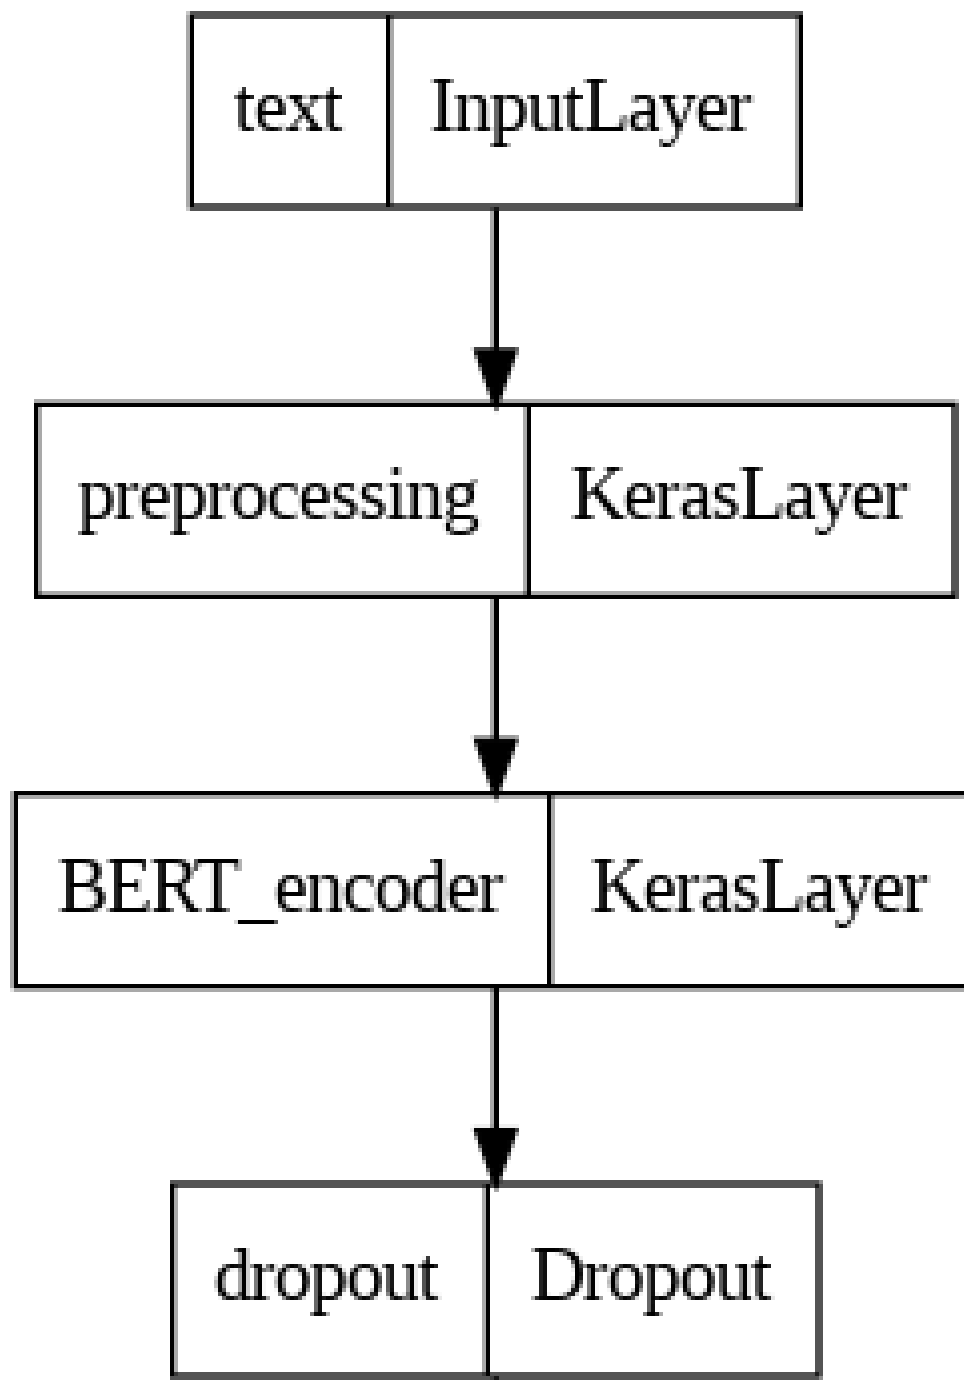 text InputLayer
preprocessing KerasLayer
BERT_encoder KerasLayer
dropout Dropout